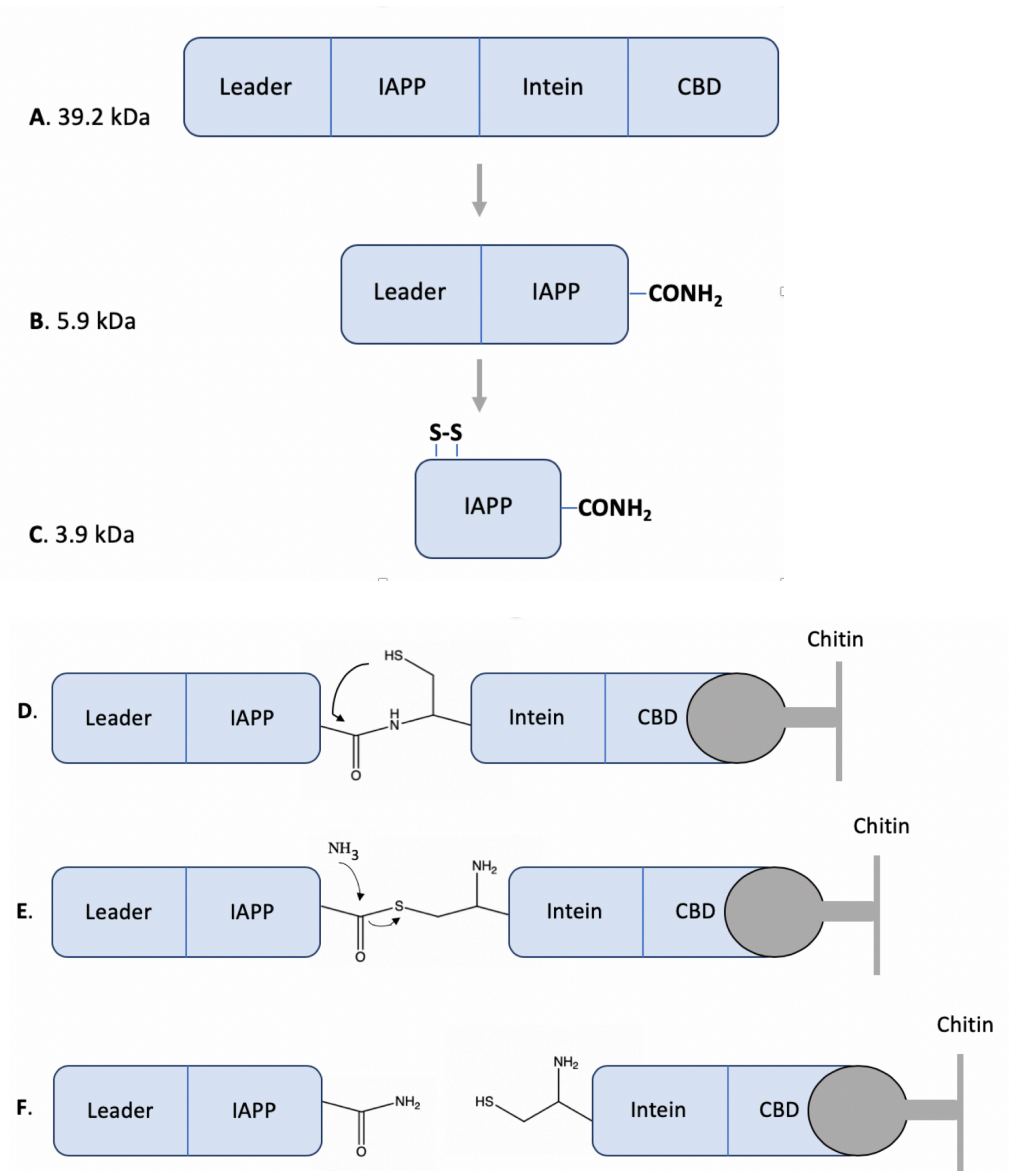 Leader IAPP Intein CBD
A. 39.2 kDa
Leader IAPP CONH₂
B. 5.9 kDa
S-S
IAPP CONH₂
C. 3.9 kDa
Chitin
HS
D. Leader IAPP H N Intein CBD
O
Chitin
NH₃ NH₂
E. Leader IAPP S Intein CBD
O
Chitin
NH₂
F. Leader IAPP NH₂ HS Intein CBD
O